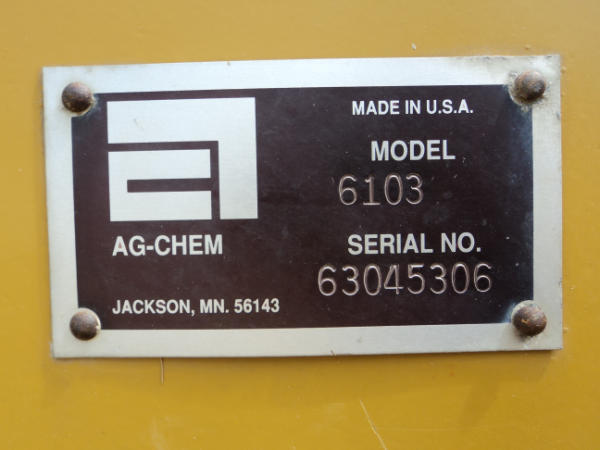 MADE IN U.S.A.
MODEL
6103
AG-CHEM
SERIAL NO.
63045306
JACKSON, MN. 56143